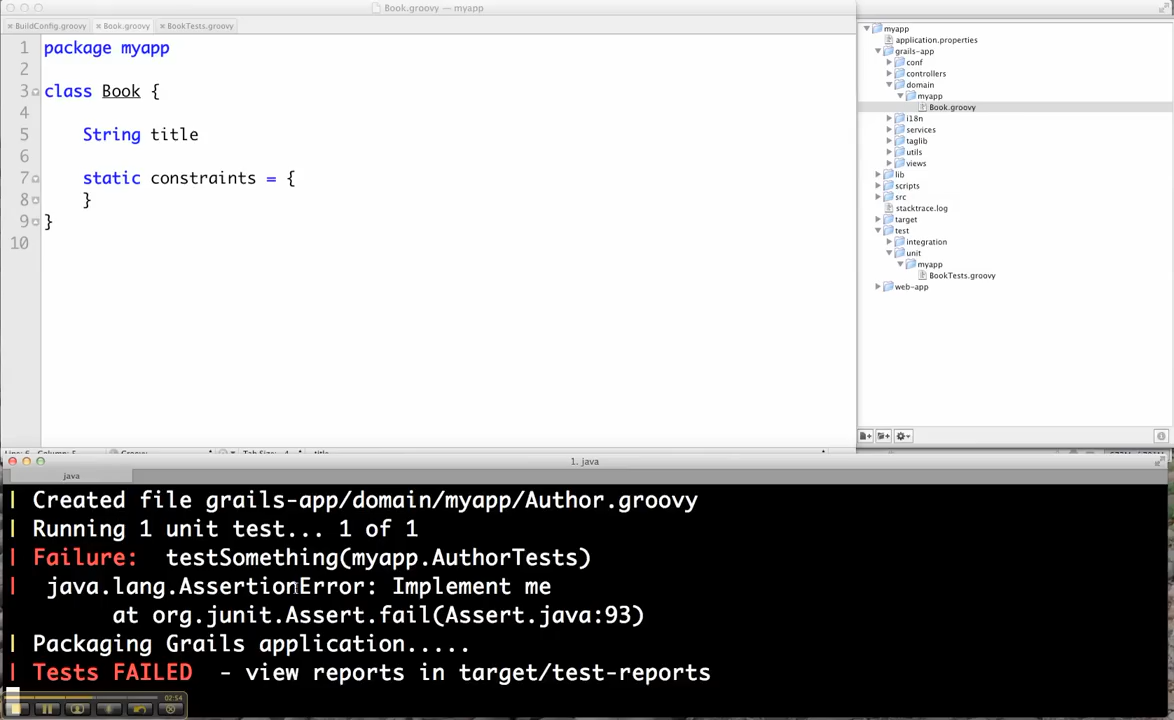 Book.groovy — myapp
BuildConfig.groovy
Book.groovy
BookTests.groovy
1 package myapp
2
3 class Book {
4
5 String title
6
7 static constraints = {
8 }
9 }
10
myapp
application.properties
grails-app
conf
controllers
domain
myapp
Book.groovy
i18n
services
taglib
utils
views
lib
scripts
src
stacktrace.log
target
test
integration
unit
myapp
BookTests.groovy
web-app
1. java
java
| Created file grails-app/domain/myapp/Author.groovy
| Running 1 unit test... 1 of 1
| Failure: testSomething(myapp.AuthorTests)
| java.lang.AssertionError: Implement me
at org.junit.Assert.fail(Assert.java:93)
| Packaging Grails application.....
| Tests FAILED - view reports in target/test-reports
02:54